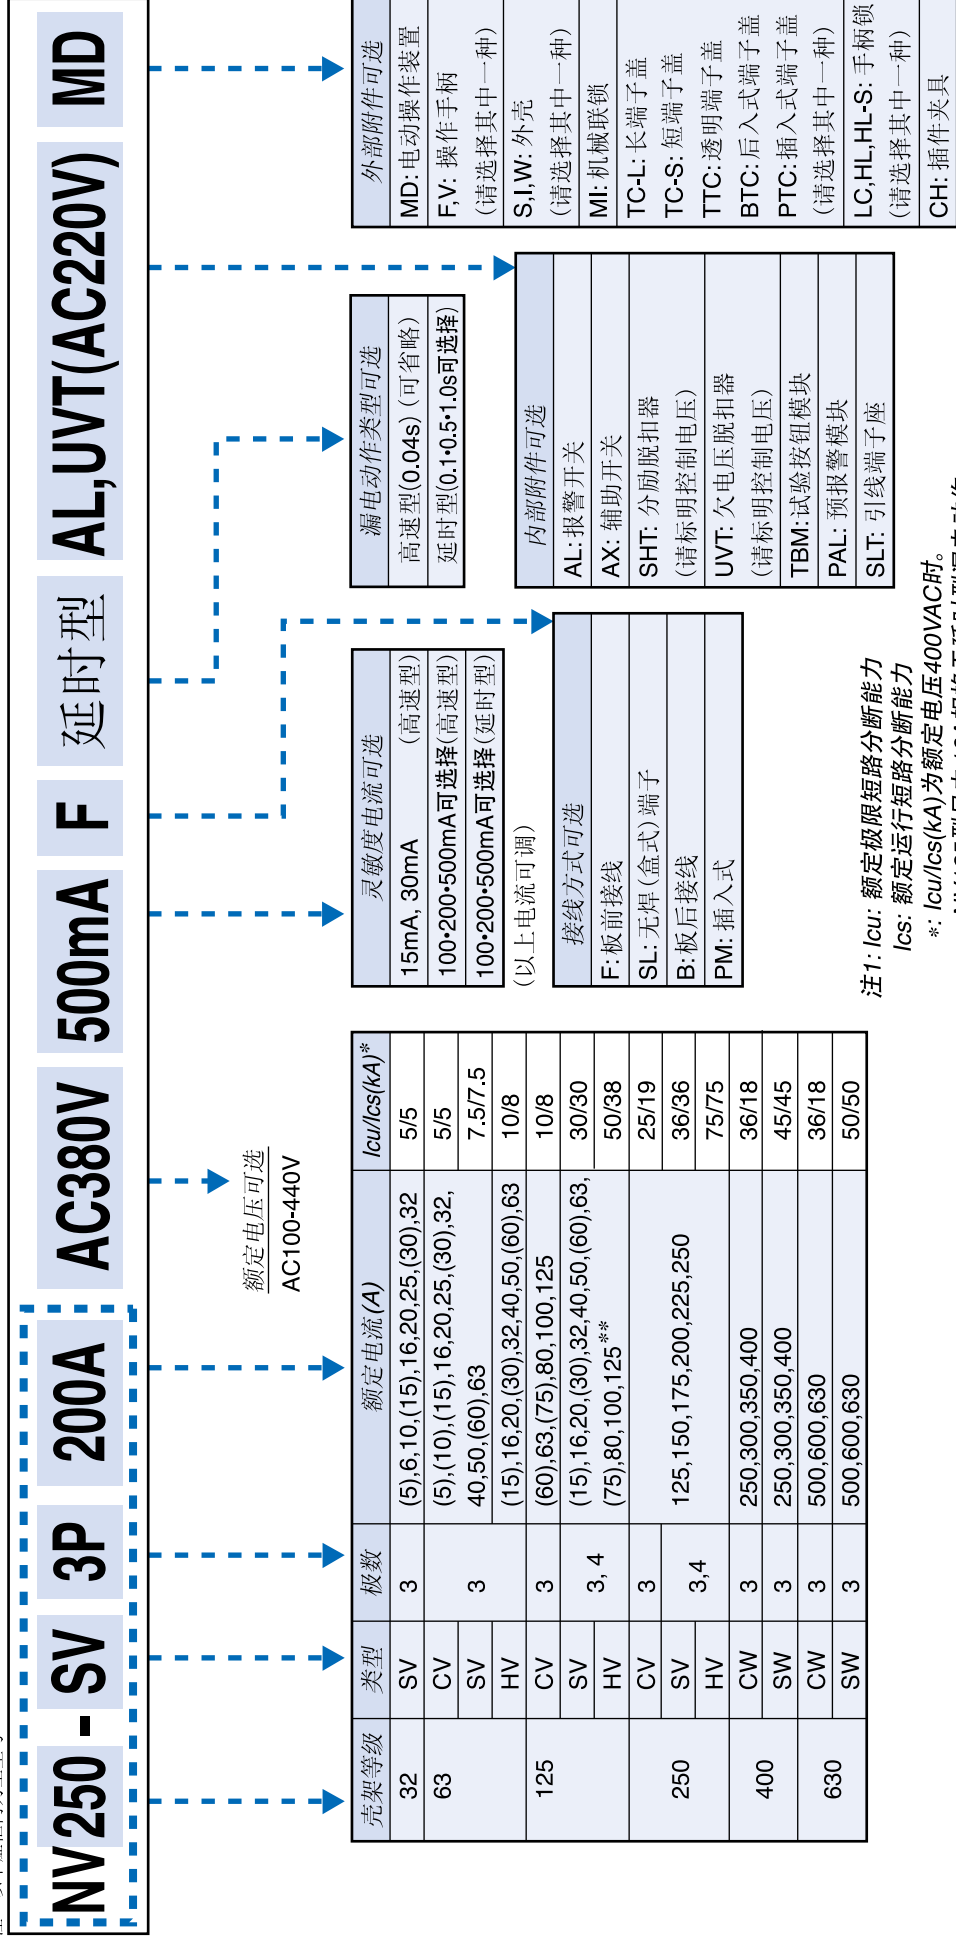 NV250 - SV 3P 200A AC380V 500mA F 延时型 AL,UVT(AC220V) MD
壳架等级 类型 极数 额定电流(A) Icu/Ics(kA)*
32 SV 3 (5),6,10,(15),16,20,25,(30),32 5/5
63 CV 3 (5),(10),(15),16,20,25,(30),32, 5/5
SV 40,50,(60),63 7.5/7.5
HV (15),16,20,(30),32,40,50,(60),63 10/8
125 CV 3 (60),63,(75),80,100,125 10/8
SV 3, 4 (15),16,20,(30),32,40,50,(60),63, 30/30
HV (75),80,100,125** 50/38
250 CV 3 125,150,175,200,225,250 25/19
SV 3,4 36/36
HV 75/75
400 CW 3 250,300,350,400 36/18
SW 3 250,300,350,400 45/45
630 CW 3 500,600,630 36/18
SW 3 500,600,630 50/50
额定电压可选
AC100-440V
灵敏度电流可选
15mA, 30mA (高速型)
100•200•500mA可选择(高速型)
100•200•500mA可选择(延时型)
(以上电流可调)
接线方式可选
F:板前接线
SL: 无焊(盒式)端子
B:板后接线
PM: 插入式
漏电动作类型可选
高速型(0.04s) (可省略)
延时型(0.1•0.5•1.0s可选择)
内部附件可选
AL:报警开关
AX: 辅助开关
SHT: 分励脱扣器
(请标明控制电压)
UVT: 欠电压脱扣器
(请标明控制电压)
TBM:试验按钮模块
PAL: 预报警模块
SLT: 引线端子座
外部附件可选
MD:电动操作装置
F,V: 操作手柄
(请选择其中一种)
S,I,W:外壳
(请选择其中一种)
MI:机械联锁
TC-L: 长端子盖
TC-S: 短端子盖
TTC:透明端子盖
BTC:后入式端子盖
PTC:插入式端子盖
(请选择其中一种)
LC,HL,HL-S:手柄锁
(请选择其中一种)
CH: 插件夹具
注1: Icu: 额定极限短路分断能力
Ics: 额定运行短路分断能力
*: Icu/Ics(kA)为额定电压400VAC时。